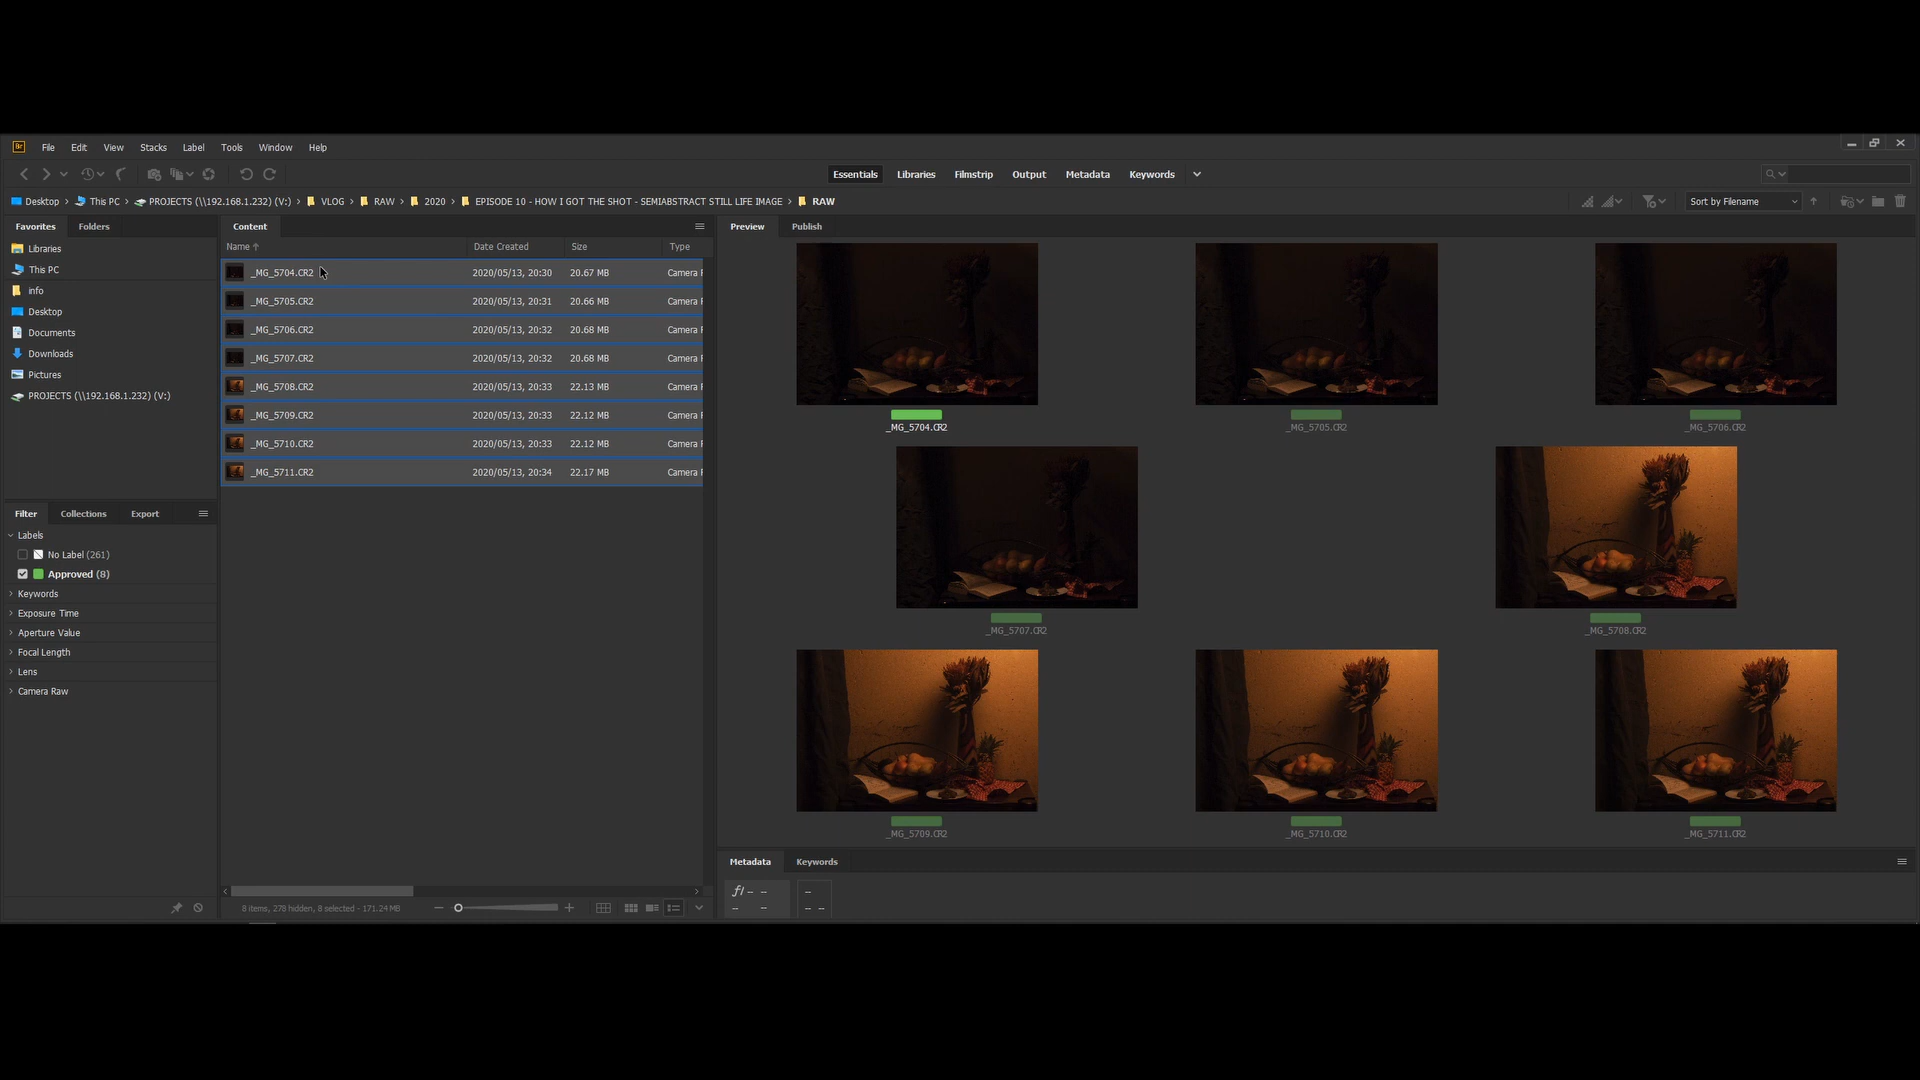 Br File Edit View Stacks Label Tools Window Help
Essentials Libraries Filmstrip Output Metadata Keywords
Desktop This PC PROJECTS (\\192.168.1.232) (V:) VLOG RAW 2020 EPISODE 10 - HOW I GOT THE SHOT - SEMIABSTRACT STILL LIFE IMAGE RAW
Sort by Filename
Favorites Folders
Libraries
This PC
info
Desktop
Documents
Downloads
Pictures
PROJECTS (\\192.168.1.232) (V:)
Filter Collections Export
Labels
No Label (261)
Approved (8)
Keywords
Exposure Time
Aperture Value
Focal Length
Lens
Camera Raw
Content
Name Date Created Size Type
_MG_5704.CR2 2020/05/13, 20:30 20.67 MB Camera
_MG_5705.CR2 2020/05/13, 20:31 20.66 MB Camera
_MG_5706.CR2 2020/05/13, 20:32 20.68 MB Camera
_MG_5707.CR2 2020/05/13, 20:32 20.68 MB Camera
_MG_5708.CR2 2020/05/13, 20:33 22.13 MB Camera
_MG_5709.CR2 2020/05/13, 20:33 22.12 MB Camera
_MG_5710.CR2 2020/05/13, 20:33 22.12 MB Camera
_MG_5711.CR2 2020/05/13, 20:34 22.17 MB Camera
8 items, 278 hidden, 8 selected - 171.24 MB
Preview Publish
_MG_5704.CR2 _MG_5705.CR2 _MG_5706.CR2
_MG_5707.CR2 _MG_5708.CR2
_MG_5709.CR2 _MG_5710.CR2 _MG_5711.CR2
Metadata Keywords
f/ -- -- --
-- -- -- --